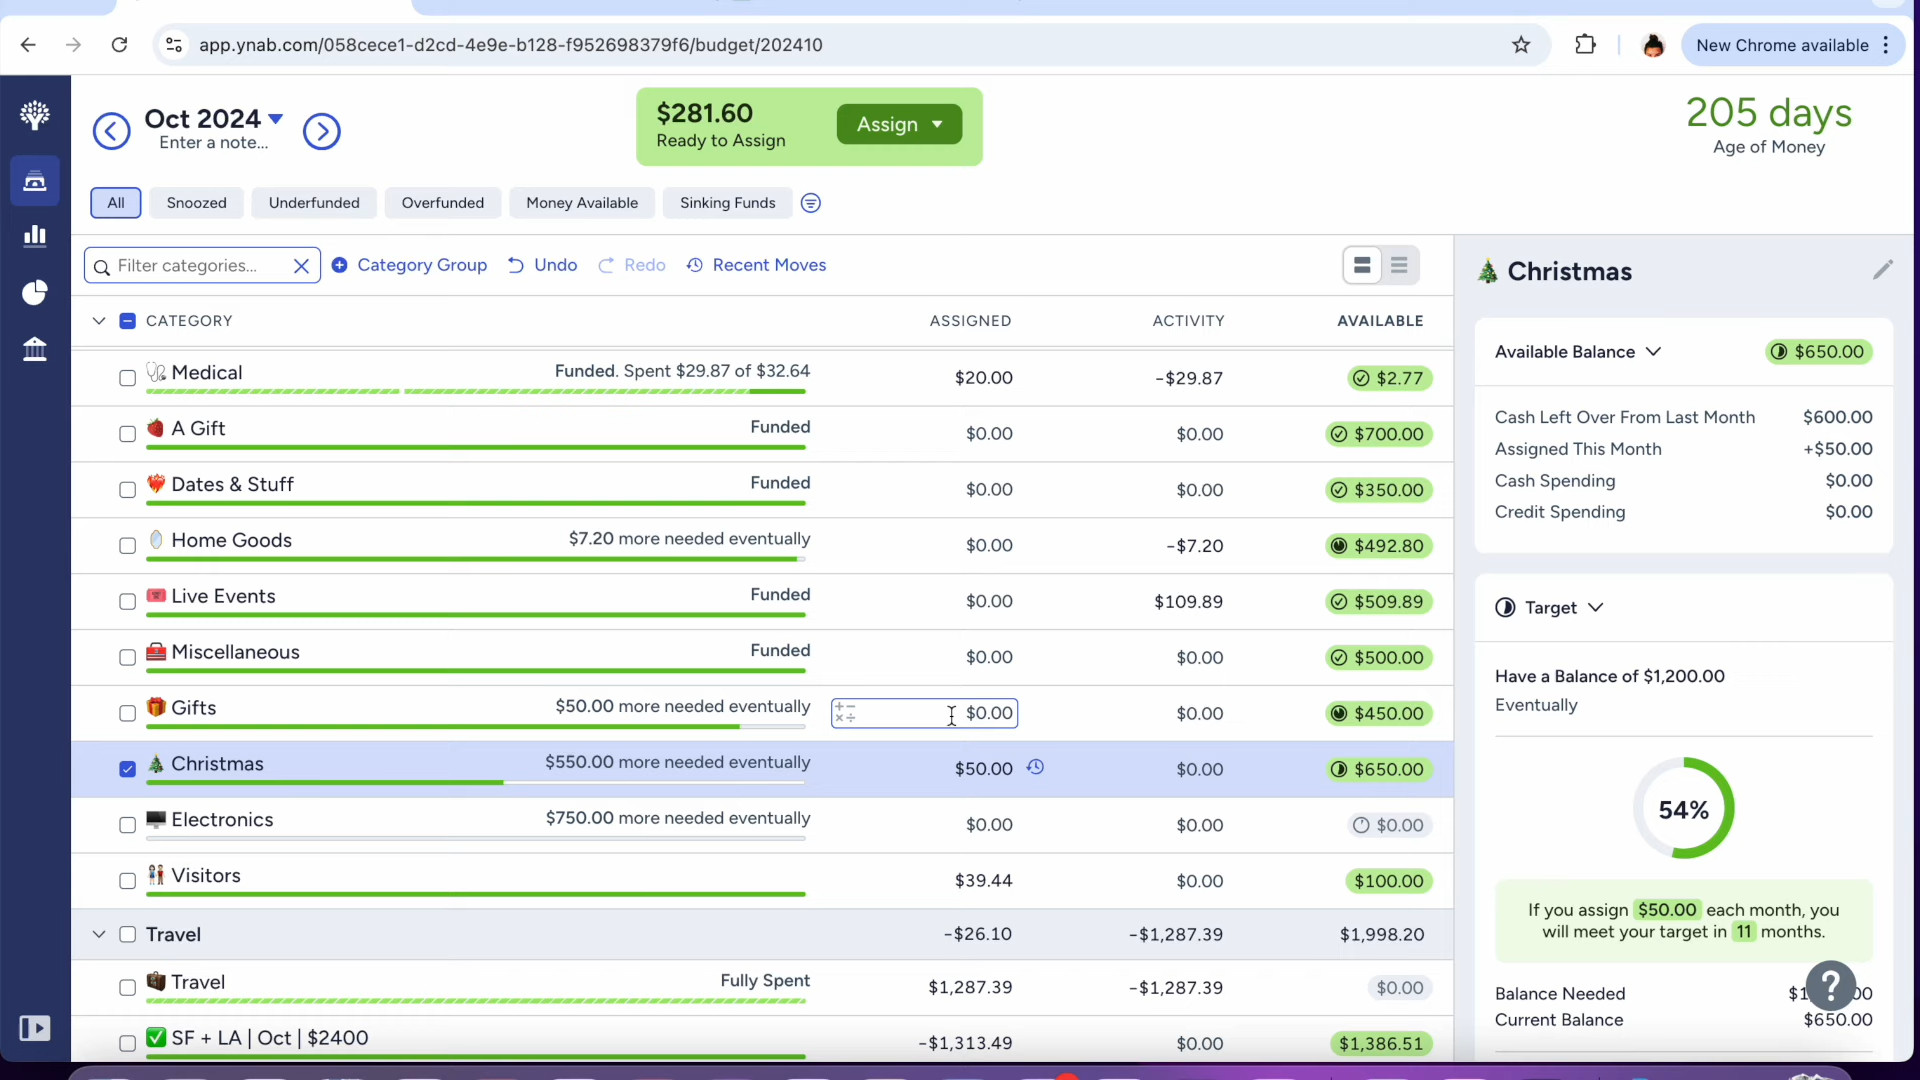 app.ynab.com/058cece1-d2cd-4e9e-b128-f952698379f6/budget/202410
New Chrome available
Oct 2024
Enter a note...
$281.60
Ready to Assign
Assign
205 days
Age of Money
All Snoozed Underfunded Overfunded Money Available Sinking Funds
Filter categories... Category Group Undo Redo Recent Moves
CATEGORY ASSIGNED ACTIVITY AVAILABLE
Medical Funded. Spent $29.87 of $32.64 $20.00 -$29.87 $2.77
A Gift Funded $0.00 $0.00 $700.00
Dates & Stuff Funded $0.00 $0.00 $350.00
Home Goods $7.20 more needed eventually $0.00 -$7.20 $492.80
Live Events Funded $0.00 $109.89 $509.89
Miscellaneous Funded $0.00 $0.00 $500.00
Gifts $50.00 more needed eventually $0.00 $0.00 $450.00
Christmas $550.00 more needed eventually $50.00 $0.00 $650.00
Electronics $750.00 more needed eventually $0.00 $0.00 $0.00
Visitors $39.44 $0.00 $100.00
Travel -$26.10 -$1,287.39 $1,998.20
Travel Fully Spent $1,287.39 -$1,287.39 $0.00
SF + LA | Oct | $2400 -$1,313.49 $0.00 $1,386.51
Christmas
Available Balance $650.00
Cash Left Over From Last Month $600.00
Assigned This Month +$50.00
Cash Spending $0.00
Credit Spending $0.00
Target
Have a Balance of $1,200.00
Eventually
54%
If you assign $50.00 each month, you
will meet your target in 11 months.
Balance Needed
Current Balance $650.00
?